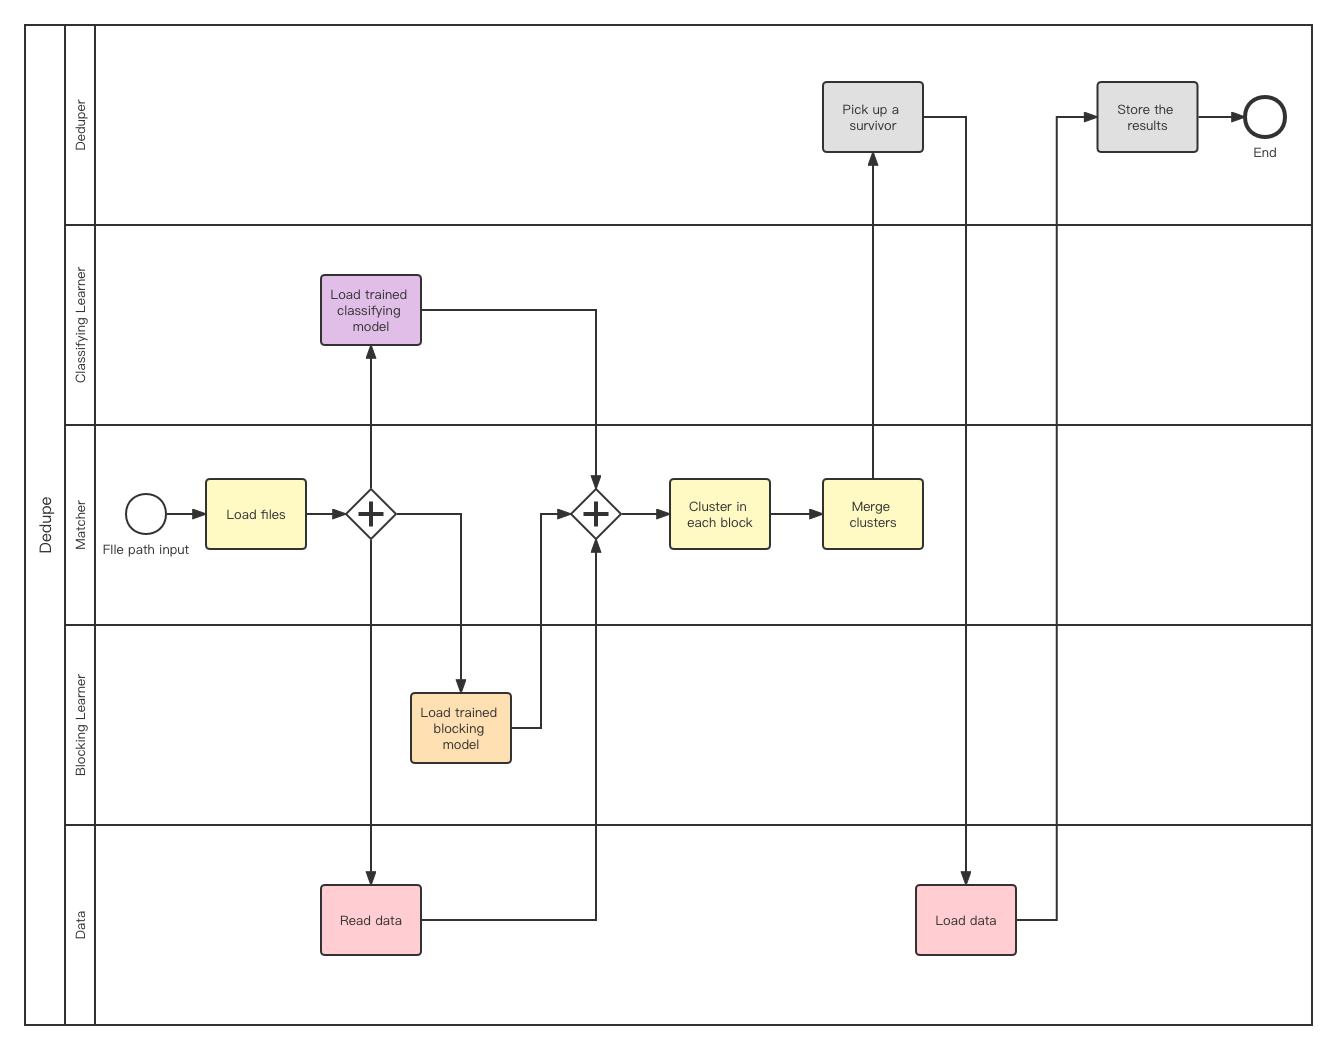 Dedupe
Deduper
Pick up a
survivor
Store the
results
End
Classifying Learner
Load trained
classifying
model
Matcher
FIle path input
Load files
Cluster in
each block
Merge
clusters
Blocking Learner
Load trained
blocking
model
Data
Read data
Load data